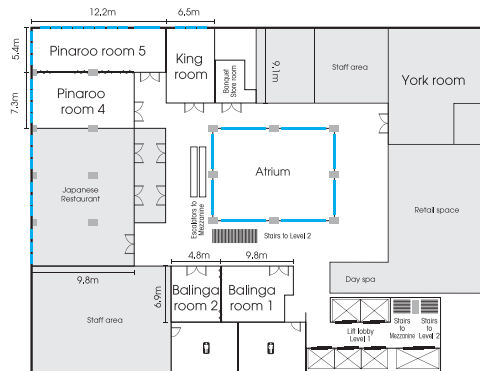 12.2m
6.5m
5.4m
Pinaroo room 5
King
room
Banquet
Store room
9.1m
Staff area
York room
7.3m
Pinaroo
room 4
Japanese
Restaurant
Escalators to
Mezzanine
Atrium
Retail space
Stairs to Level 2
9.8m
4.8m
9.8m
Day spa
6.9m
Balinga
room 2
Balinga
room 1
Staff area
Lift lobby
Level 1
Stairs
to
Mezzanine
Stairs
to
Level 2